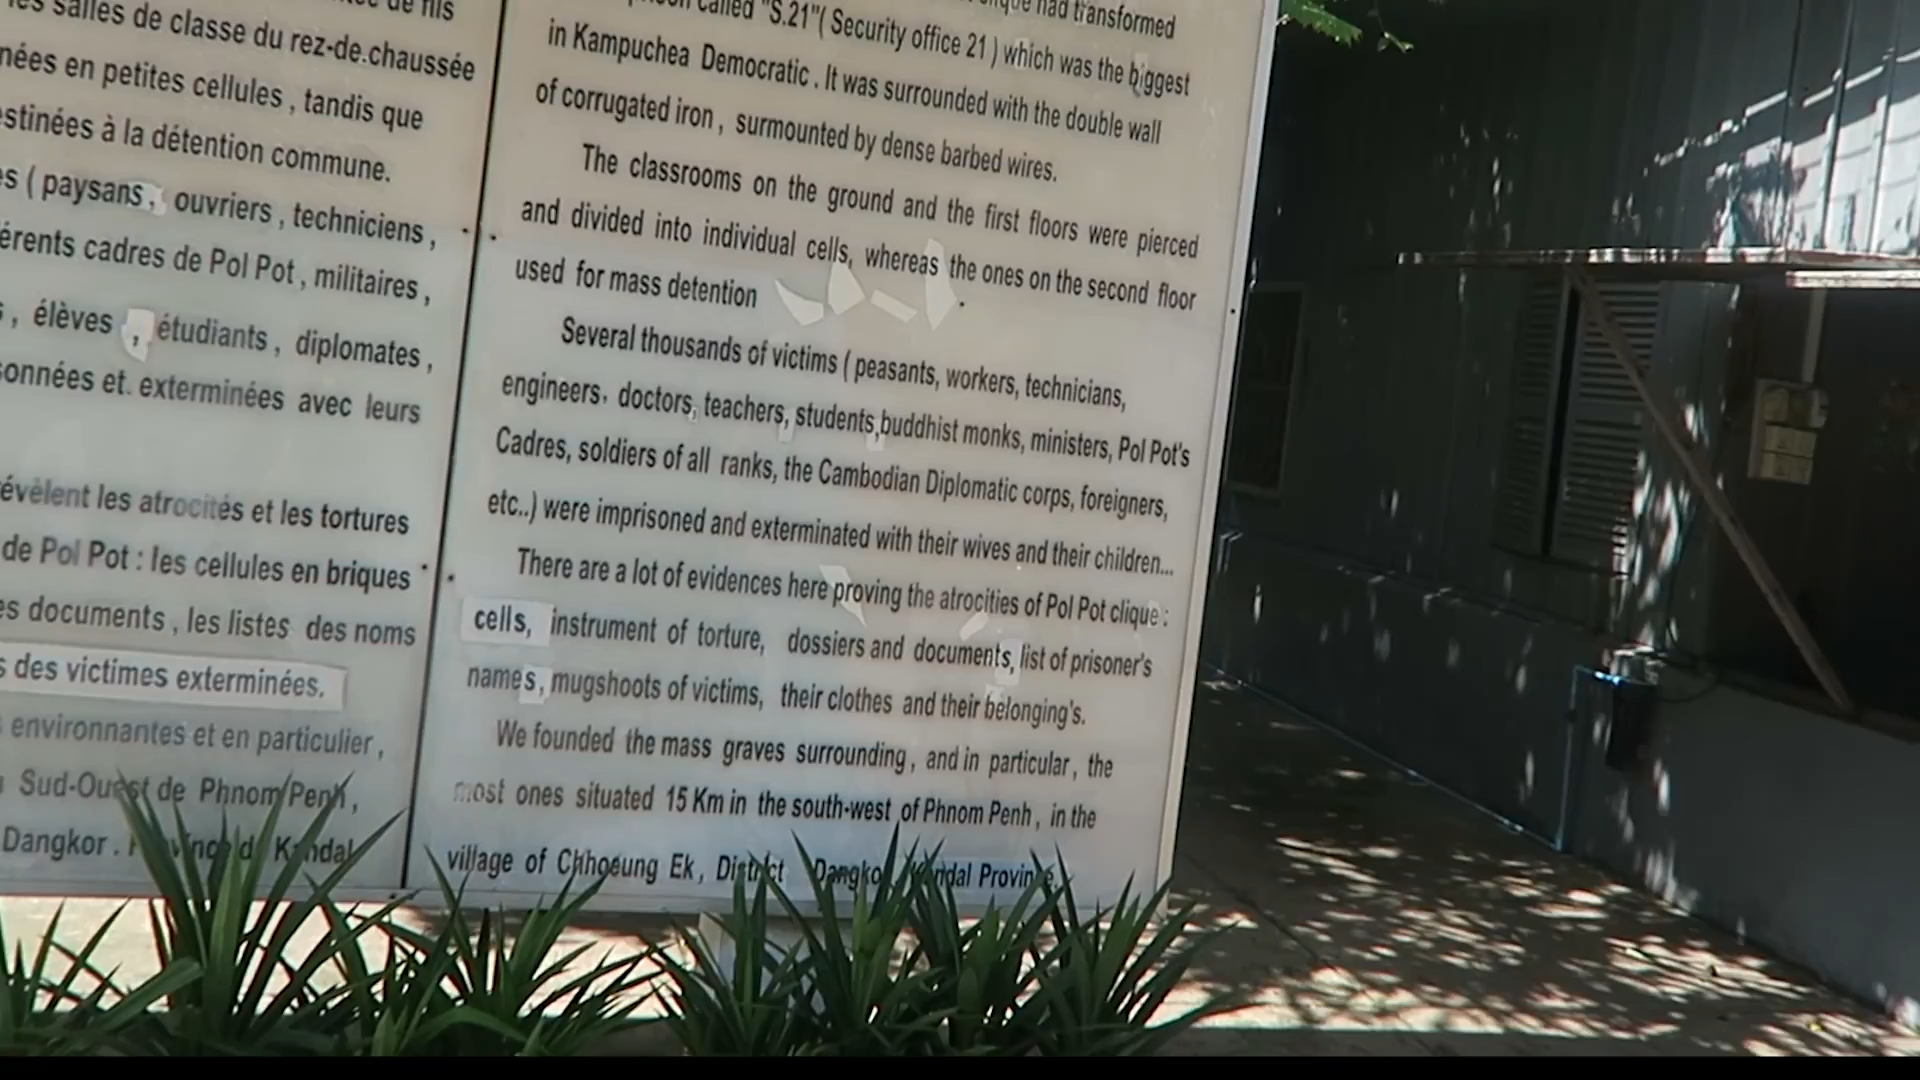 salles de classe du rez-de.chaussée
en petites cellules , tandis que
à la détention commune.
( paysans , ouvriers , techniciens ,
cadres de Pol Pot , militaires ,
, élèves , étudiants , diplomates ,
et. exterminées avec leurs
les atrocités et les tortures
de Pol Pot : les cellules en briques
documents , les listes des noms
des victimes exterminées.
environnantes et en particulier ,
Sud-Ouest de Phnom Penh ,
Dangkor . Kandal
had transformed
called "S.21"( Security office 21 ) which was the biggest
in Kampuchea Democratic . It was surrounded with the double wall
of corrugated iron , surmounted by dense barbed wires.
The classrooms on the ground and the first floors were pierced
and divided into individual cells, whereas the ones on the second floor
used for mass detention .
Several thousands of victims ( peasants, workers, technicians,
engineers, doctors, teachers, students,buddhist monks, ministers, Pol Pot's
Cadres, soldiers of all ranks, the Cambodian Diplomatic corps, foreigners,
etc..) were imprisoned and exterminated with their wives and their children...
There are a lot of evidences here proving the atrocities of Pol Pot clique :
cells, instrument of torture, dossiers and documents, list of prisoner's
names, mugshoots of victims, their clothes and their belonging's.
We founded the mass graves surrounding , and in particular , the
most ones situated 15 Km in the south-west of Phnom Penh , in the
village of Chhoeung Ek , District Dangkor Kandal Province.